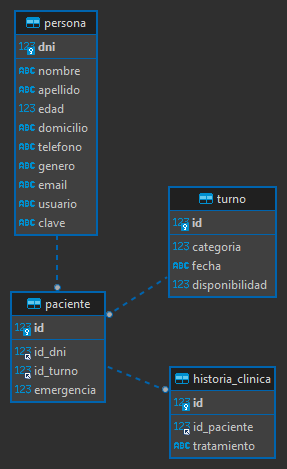 persona
123 dni
ABC nombre
ABC apellido
123 edad
ABC domicilio
ABC telefono
ABC genero
ABC email
ABC usuario
ABC clave
turno
123 id
123 categoria
ABC fecha
123 disponibilidad
paciente
123 id
123 id_dni
123 id_turno
123 emergencia
historia_clinica
123 id
123 id_paciente
ABC tratamiento